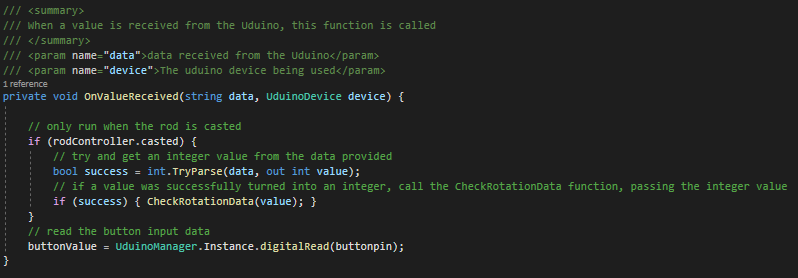 /// <summary>
/// When a value is received from the Uduino, this function is called
/// </summary>
/// <param name="data">data received from the Uduino</param>
/// <param name="device">The uduino device being used</param>
1 reference
private void OnValueReceived(string data, UduinoDevice device) {
// only run when the rod is casted
if (rodController.casted) {
// try and get an integer value from the data provided
bool success = int.TryParse(data, out int value);
// if a value was successfully turned into an integer, call the CheckRotationData function, passing the integer value
if (success) { CheckRotationData(value); }
}
// read the button input data
buttonValue = UduinoManager.Instance.digitalRead(buttonpin);
}